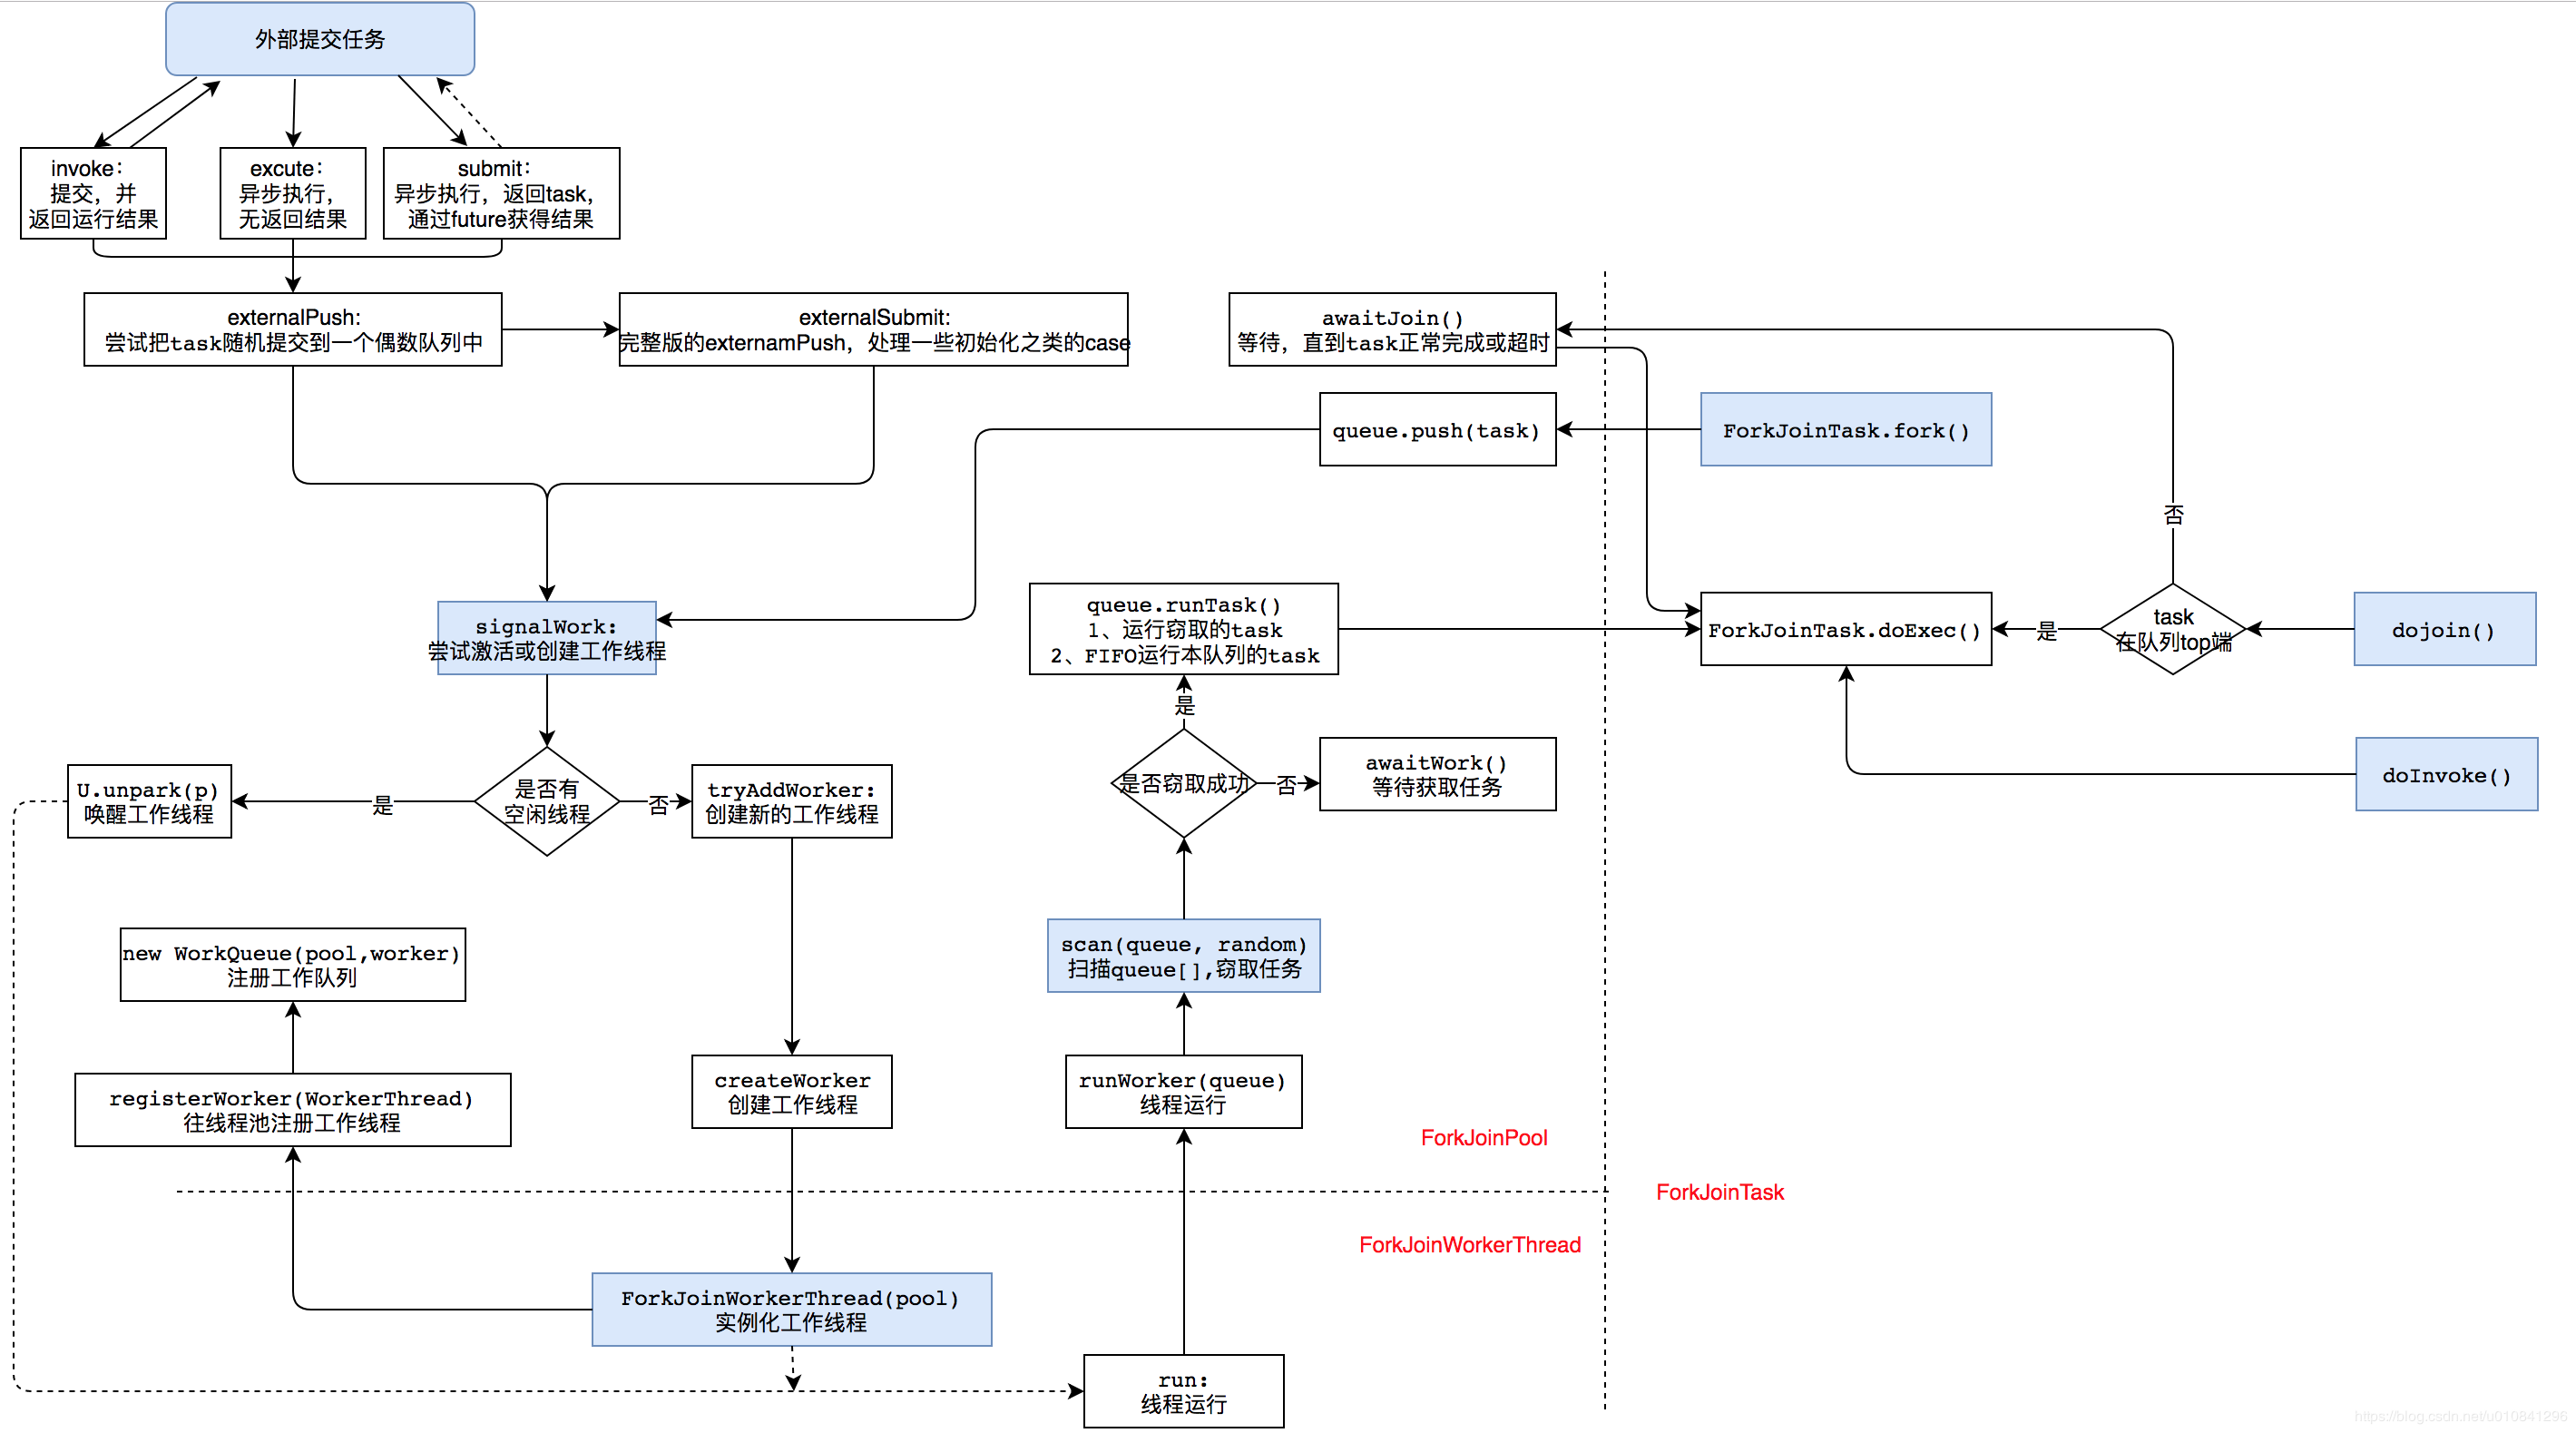 外部提交任务
invoke：
提交，并
返回运行结果
excute：
异步执行，
无返回结果
submit：
异步执行，返回task，
通过future获得结果
externalPush:
尝试把task随机提交到一个偶数队列中
externalSubmit:
完整版的externamPush，处理一些初始化之类的case
awaitJoin()
等待，直到task正常完成或超时
queue.push(task)
ForkJoinTask.fork()
否
signalWork:
尝试激活或创建工作线程
queue.runTask()
1、运行窃取的task
2、FIFO运行本队列的task
ForkJoinTask.doExec()
是
task
在队列top端
dojoin()
是
doInvoke()
U.unpark(p)
唤醒工作线程
是
是否有
空闲线程
否
tryAddWorker:
创建新的工作线程
是否窃取成功
否
awaitWork()
等待获取任务
new WorkQueue(pool,worker)
注册工作队列
scan(queue, random)
扫描queue[],窃取任务
registerWorker(WorkerThread)
往线程池注册工作线程
createWorker
创建工作线程
runWorker(queue)
线程运行
ForkJoinPool
ForkJoinTask
ForkJoinWorkerThread
ForkJoinWorkerThread(pool)
实例化工作线程
run:
线程运行
https://blog.csdn.net/u010841296